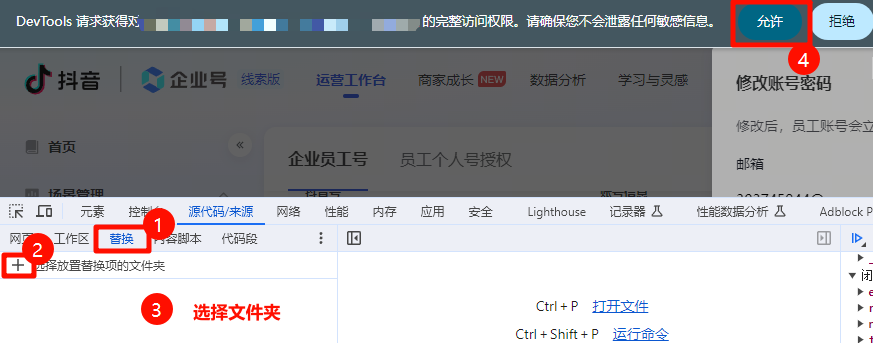 DevTools 请求获得对 的完整访问权限。请确保您不会泄露任何敏感信息。 允许 拒绝
4
抖音 企业号 线索版 运营工作台 商家成长 NEW 数据分析 学习与灵感
修改账号密码
首页
企业员工号 员工个人号授权
修改后，员工账号会立
邮箱
场景管理
元素 控制 源代码/来源 网络 性能 内存 应用 安全 Lighthouse 记录器 性能数据分析 Adblock P
1
网页 工作区 替换 内容脚本 代码段
2
选择放置替换项的文件夹
3 选择文件夹
Ctrl + P 打开文件
Ctrl + Shift + P 运行命令
闭